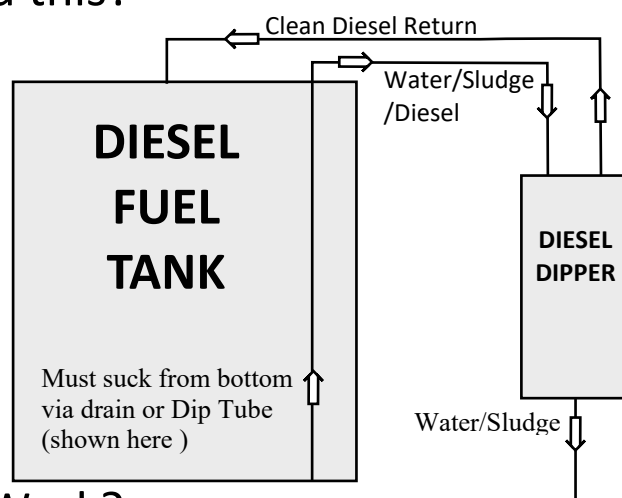 this?
Clean Diesel Return
Water/Sludge
/Diesel
DIESEL
FUEL
TANK
DIESEL
DIPPER
Must suck from bottom
via drain or Dip Tube
(shown here )
Water/Sludge